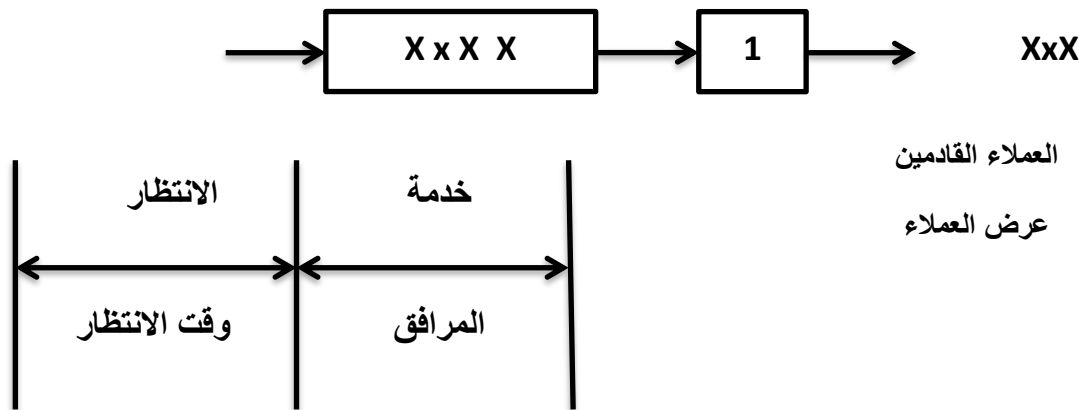 X x X X
1
XxX
العملاء القادمين
عرض العملاء
خدمة
الانتظار
المرافق
وقت الانتظار